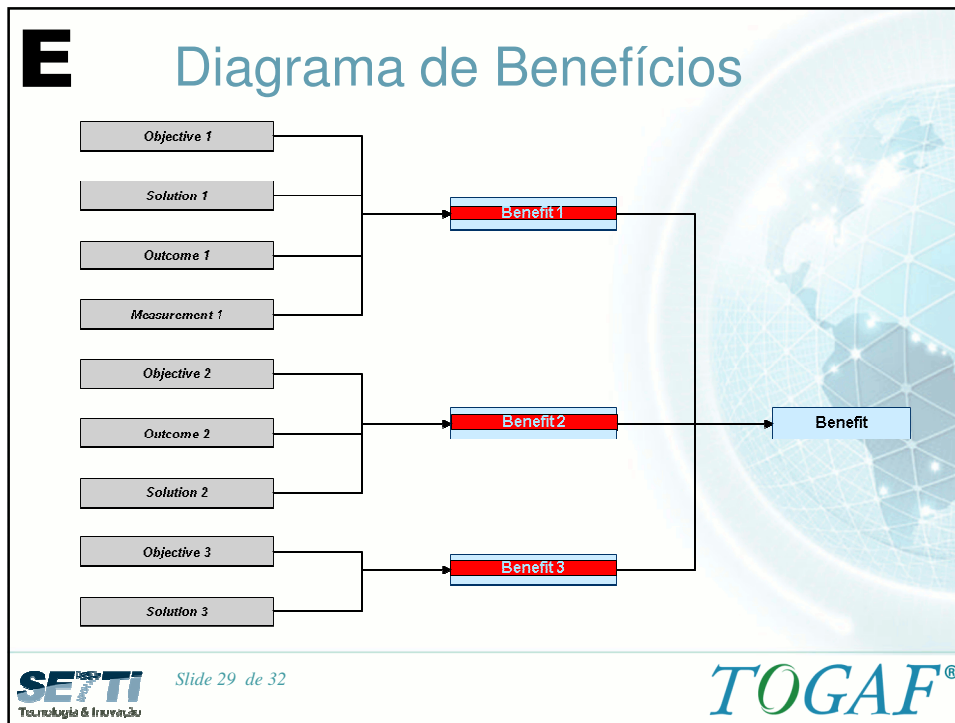 E
Diagrama de Benefícios
Objective 1
Solution 1
Outcome 1
Measurement 1
Objective 2
Outcome 2
Solution 2
Objective 3
Solution 3
Benefit 1
Benefit 2
Benefit 3
Benefit
Tecnologia & Inovação
Slide 29 de 32
TOGAF®